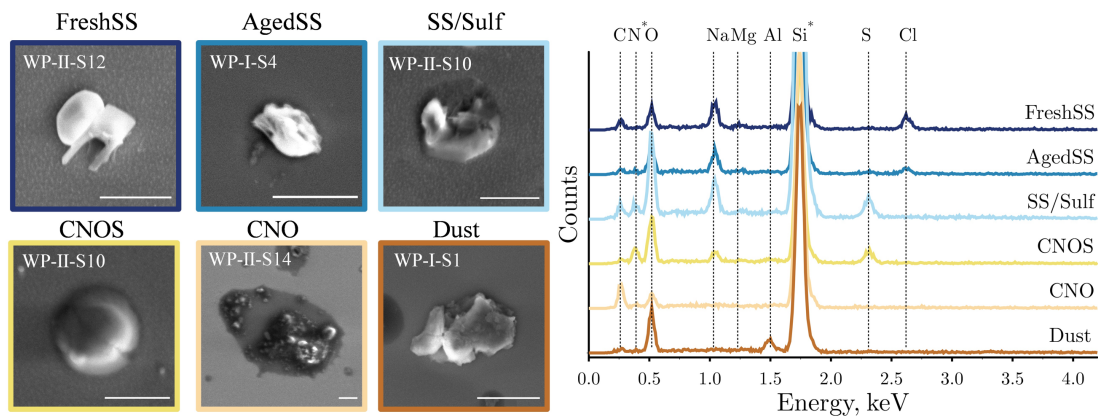 FreshSS
AgedSS
SS/Sulf
WP-II-S12
WP-I-S4
WP-II-S10
CNOS
CNO
Dust
WP-II-S10
WP-II-S14
WP-I-S1
C N* O Na Mg Al Si* S Cl
FreshSS
AgedSS
SS/Sulf
CNOS
CNO
Dust
Counts
0.0 0.5 1.0 1.5 2.0 2.5 3.0 3.5 4.0
Energy, keV